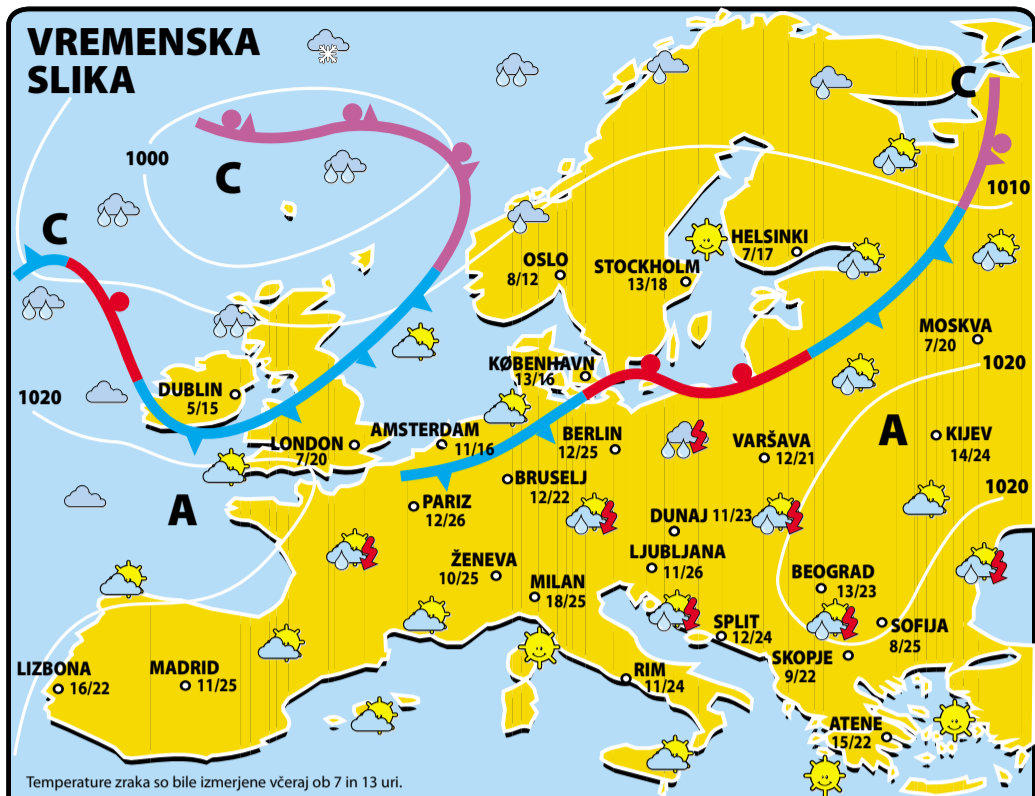 VREMENSKA
SLIKA
C
1000
C
C
1010
HELSINKI
7/17
OSLO
8/12
STOCKHOLM
13/18
MOSKVA
7/20
KØBENHAVN
13/16
1020
DUBLIN
5/15
1020
A
AMSTERDAM
11/16
LONDON
7/20
BERLIN
12/25
VARŠAVA
12/21
KIJEV
14/24
BRUSELJ
12/22
1020
A
PARIZ
12/26
DUNAJ 11/23
LJUBLJANA
11/26
ŽENEVA
10/25
MILAN
18/25
BEOGRAD
13/23
SPLIT
12/24
SOFIJA
8/25
SKOPJE
9/22
LIZBONA
16/22
MADRID
11/25
RIM
11/24
ATENE
15/22
Temperature zraka so bile izmerjene včeraj ob 7 in 13 uri.